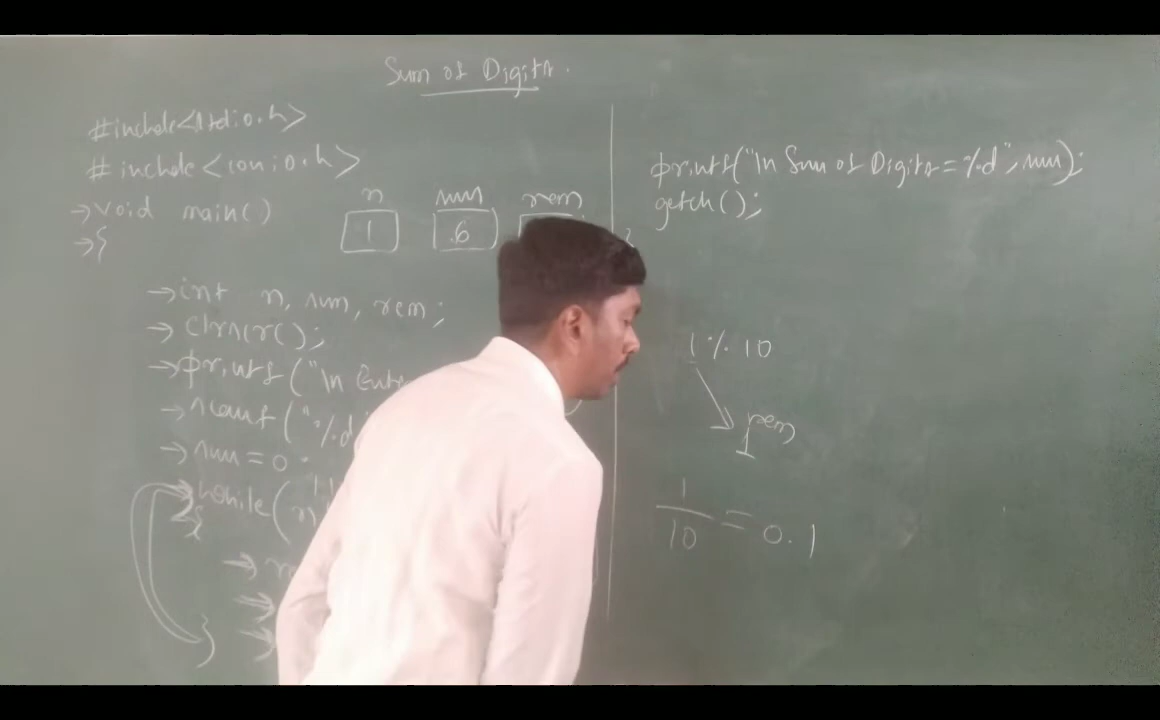 Sum of Digits.
#include<stdio.h>
#include<conio.h>
→void main()
→{
n sum rem
1 6
→int n, sum, rem;
→clrscr();
→printf("\n Ente
→scanf("%d
→sum=0
→while(n
{
→
→
→
}
printf("\n Sum of Digits=%d",sum);
getch();
1 % 10
rem
1
1
10
= 0.1